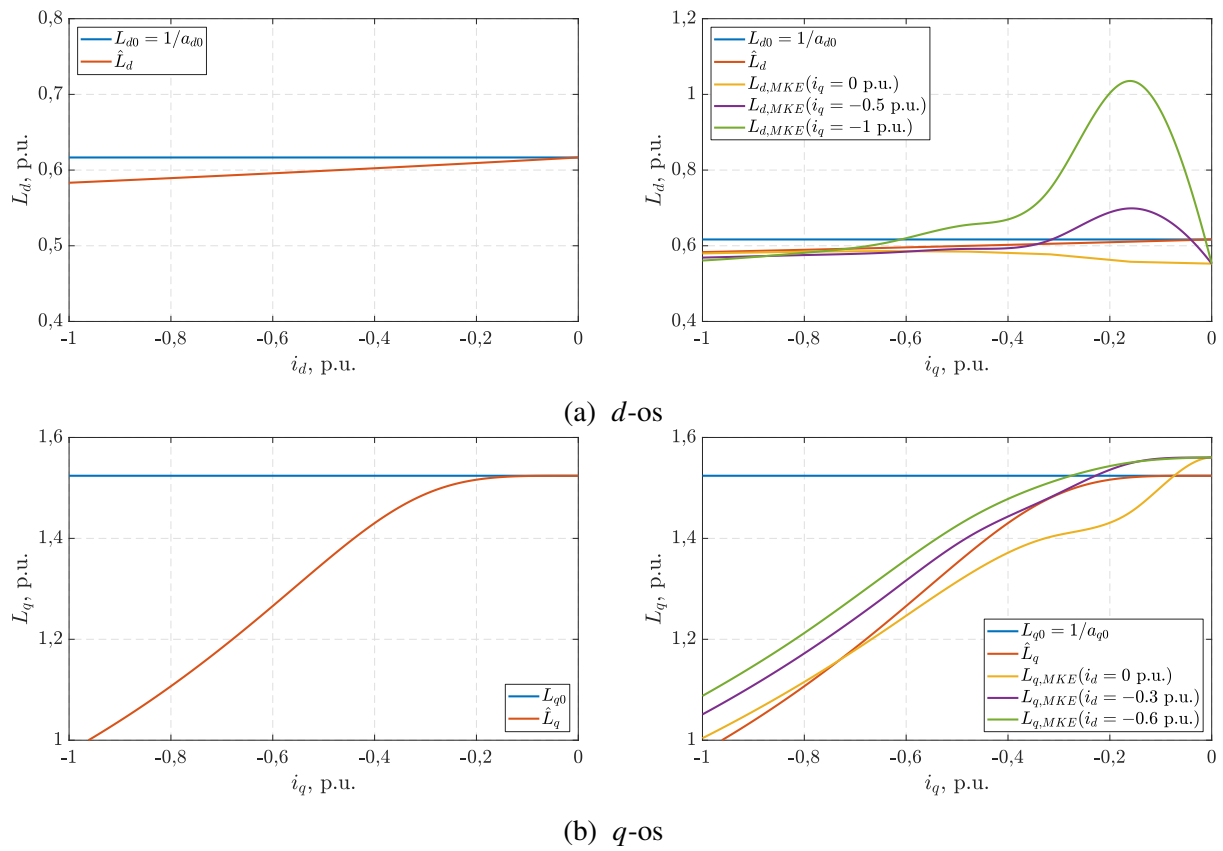 0,8
0,7
0,6
0,5
0,4
L_d, p.u.
L_{d0} = 1/a_{d0}
\hat{L}_d
-1 -0,8 -0,6 -0,4 -0,2 0
i_d, p.u.
1,2
1
0,8
0,6
0,4
L_d, p.u.
L_{d0} = 1/a_{d0}
\hat{L}_d
L_{d,MKE}(i_q = 0 p.u.)
L_{d,MKE}(i_q = −0.5 p.u.)
L_{d,MKE}(i_q = −1 p.u.)
-1 -0,8 -0,6 -0,4 -0,2 0
i_q, p.u.
(a) d-os
1,6
1,4
1,2
1
L_q, p.u.
L_{q0}
\hat{L}_q
-1 -0,8 -0,6 -0,4 -0,2 0
i_q, p.u.
1,6
1,4
1,2
1
L_q, p.u.
L_{q0} = 1/a_{q0}
\hat{L}_q
L_{q,MKE}(i_d = 0 p.u.)
L_{q,MKE}(i_d = −0.3 p.u.)
L_{q,MKE}(i_d = −0.6 p.u.)
-1 -0,8 -0,6 -0,4 -0,2 0
i_q, p.u.
(b) q-os